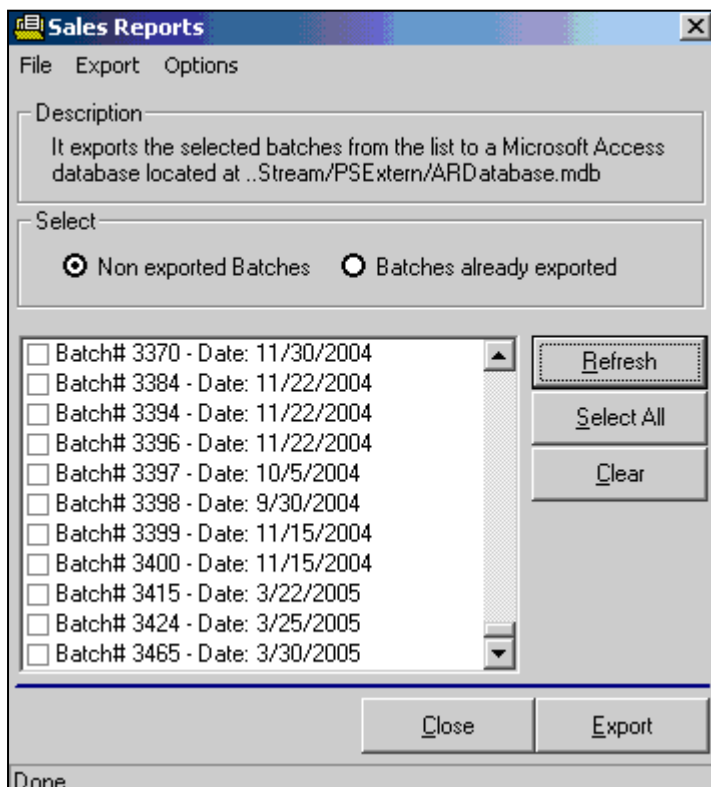 Sales Reports
File Export Options
Description
It exports the selected batches from the list to a Microsoft Access
database located at ..Stream/PSExtern/ARDatabase.mdb
Select
Non exported Batches Batches already exported
Batch# 3370 - Date: 11/30/2004
Batch# 3384 - Date: 11/22/2004
Batch# 3394 - Date: 11/22/2004
Batch# 3396 - Date: 11/22/2004
Batch# 3397 - Date: 10/5/2004
Batch# 3398 - Date: 9/30/2004
Batch# 3399 - Date: 11/15/2004
Batch# 3400 - Date: 11/15/2004
Batch# 3415 - Date: 3/22/2005
Batch# 3424 - Date: 3/25/2005
Batch# 3465 - Date: 3/30/2005
Refresh
Select All
Clear
Close Export
Done